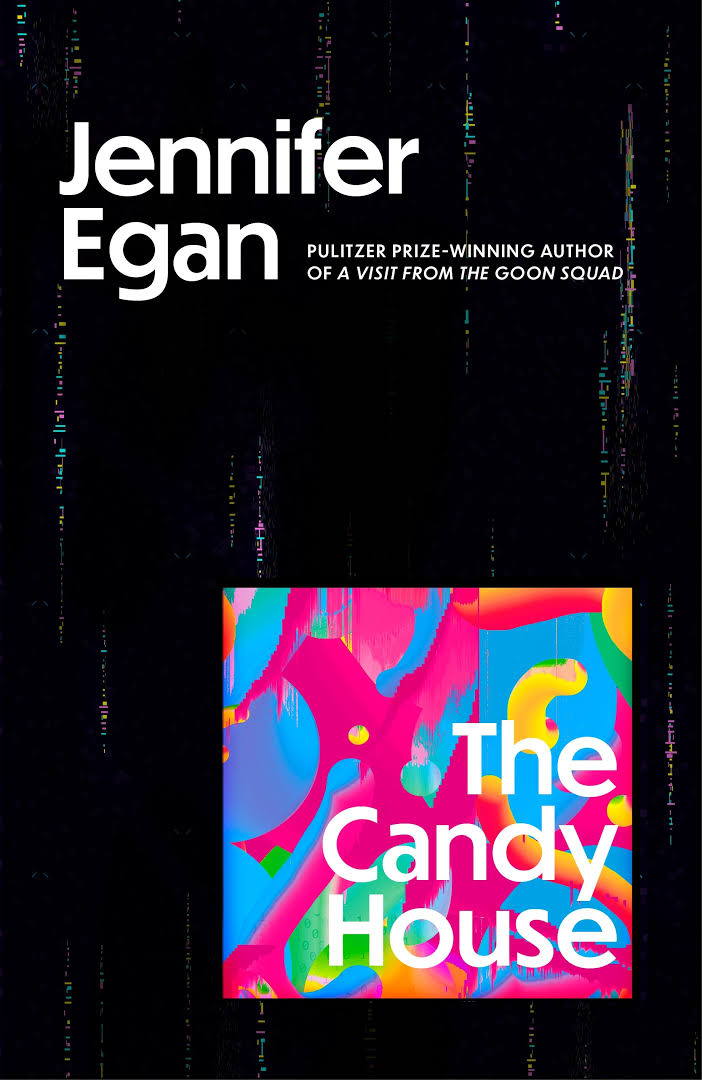 Jennifer
Egan
PULITZER PRIZE-WINNING AUTHOR
OF A VISIT FROM THE GOON SQUAD
The
Candy
House